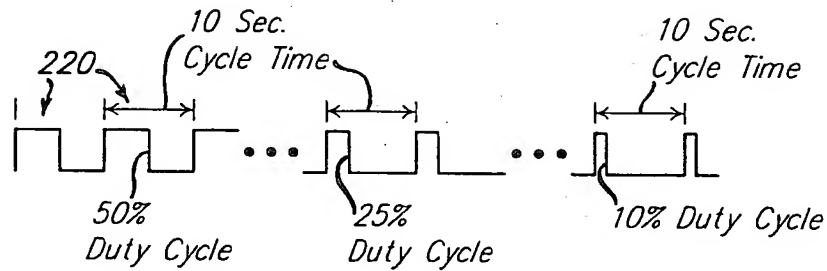 10 Sec.
Cycle Time
10 Sec.
Cycle Time
220
50%
Duty Cycle
25%
Duty Cycle
10% Duty Cycle